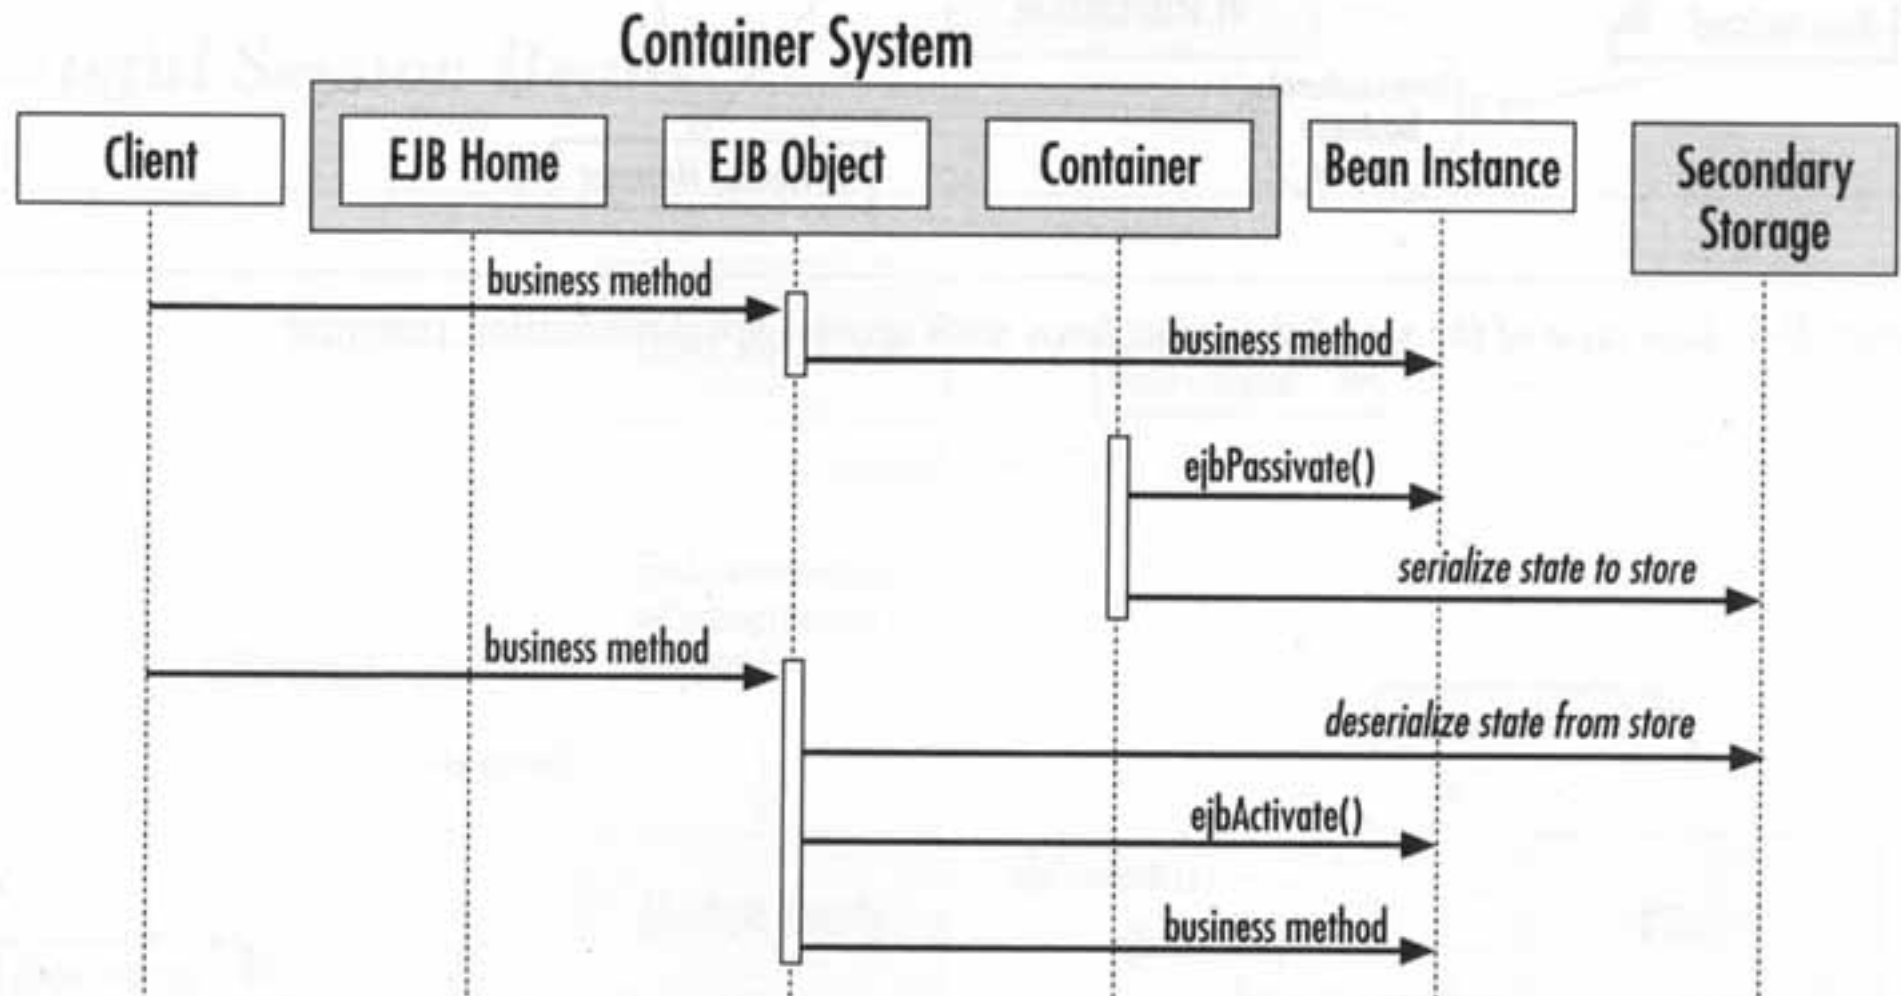 Container System
Client
EJB Home
EJB Object
Container
Bean Instance
Secondary
Storage
business method
business method
ejbPassivate()
serialize state to store
business method
deserialize state from store
ejbActivate()
business method